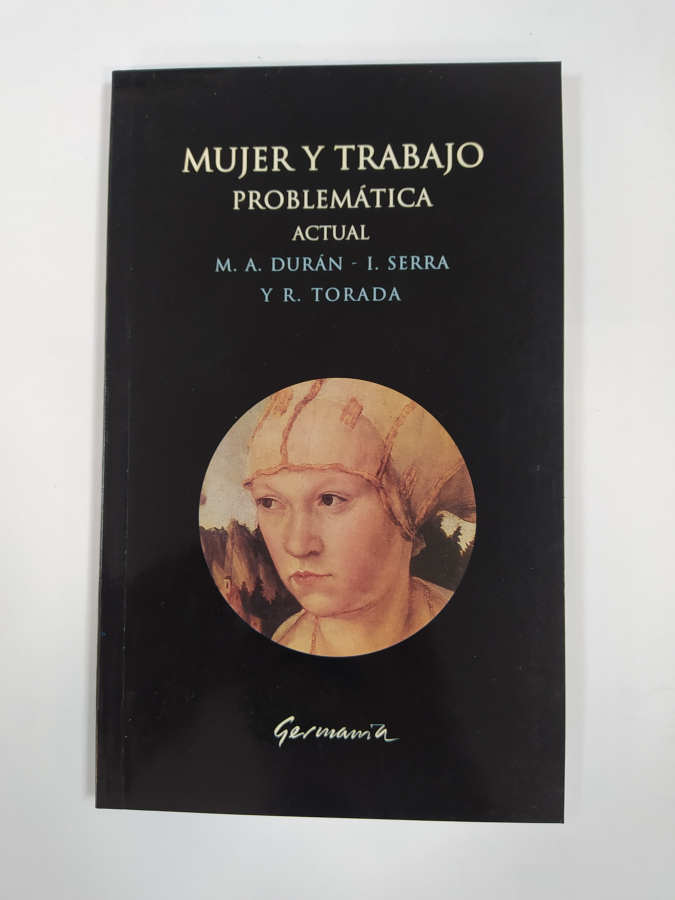 MUJER Y TRABAJO
PROBLEMÁTICA
ACTUAL
M. A. DURÁN - I. SERRA
Y R. TORADA
Germania